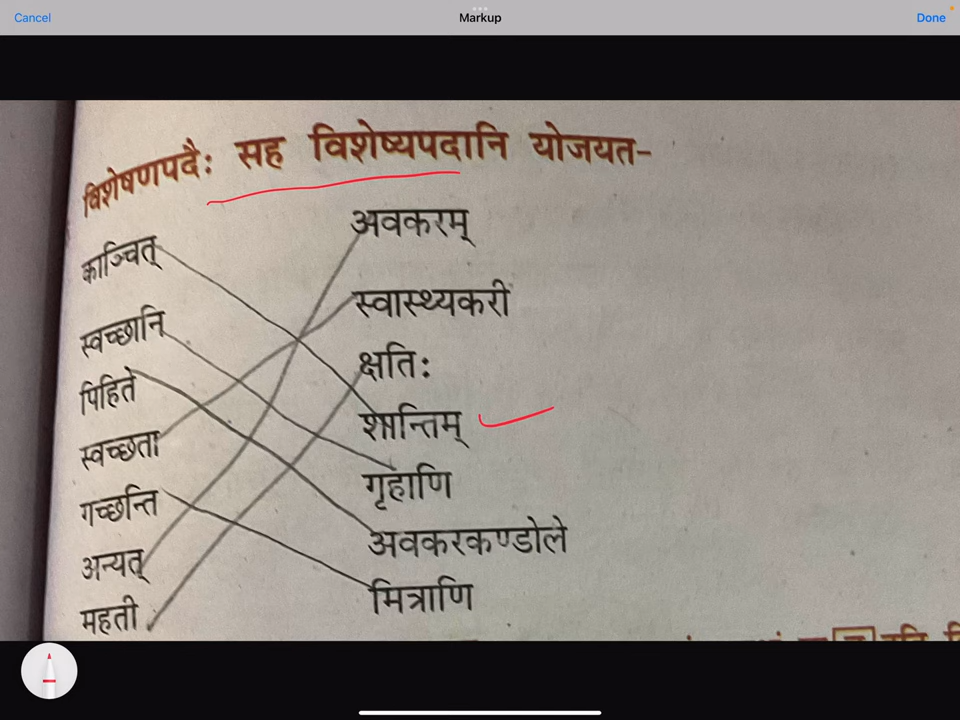 Cancel Markup Done
विशेषणपदैः सह विशेष्यपदानि योजयत-
काञ्चित् अवकरम्
स्वच्छानि स्वास्थ्यकरी
पिहिते क्षतिः
स्वच्छता शान्तिम्
गच्छन्ति गृहाणि
अन्यत् अवकरकण्डोले
महती मित्राणि